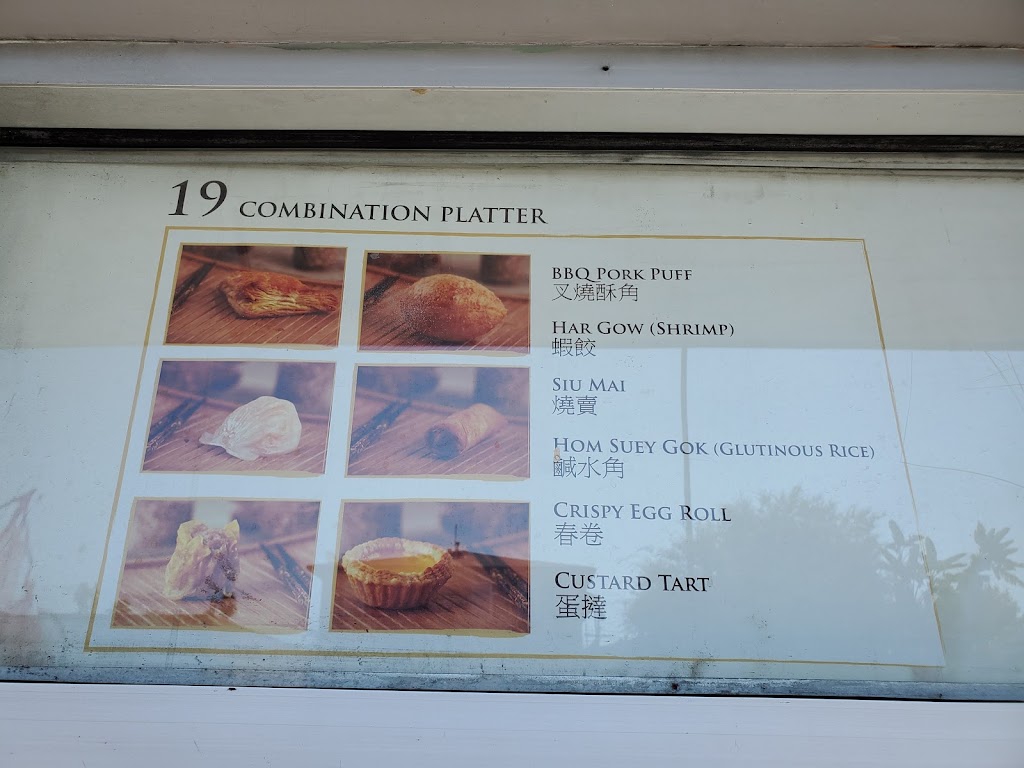 19 COMBINATION PLATTER
BBQ PORK PUFF
叉燒酥角
HAR GOW (SHRIMP)
蝦餃
SIU MAI
燒賣
HOM SUEY GOK (GLUTINOUS RICE)
鹹水角
CRISPY EGG ROLL
春卷
CUSTARD TART
蛋撻